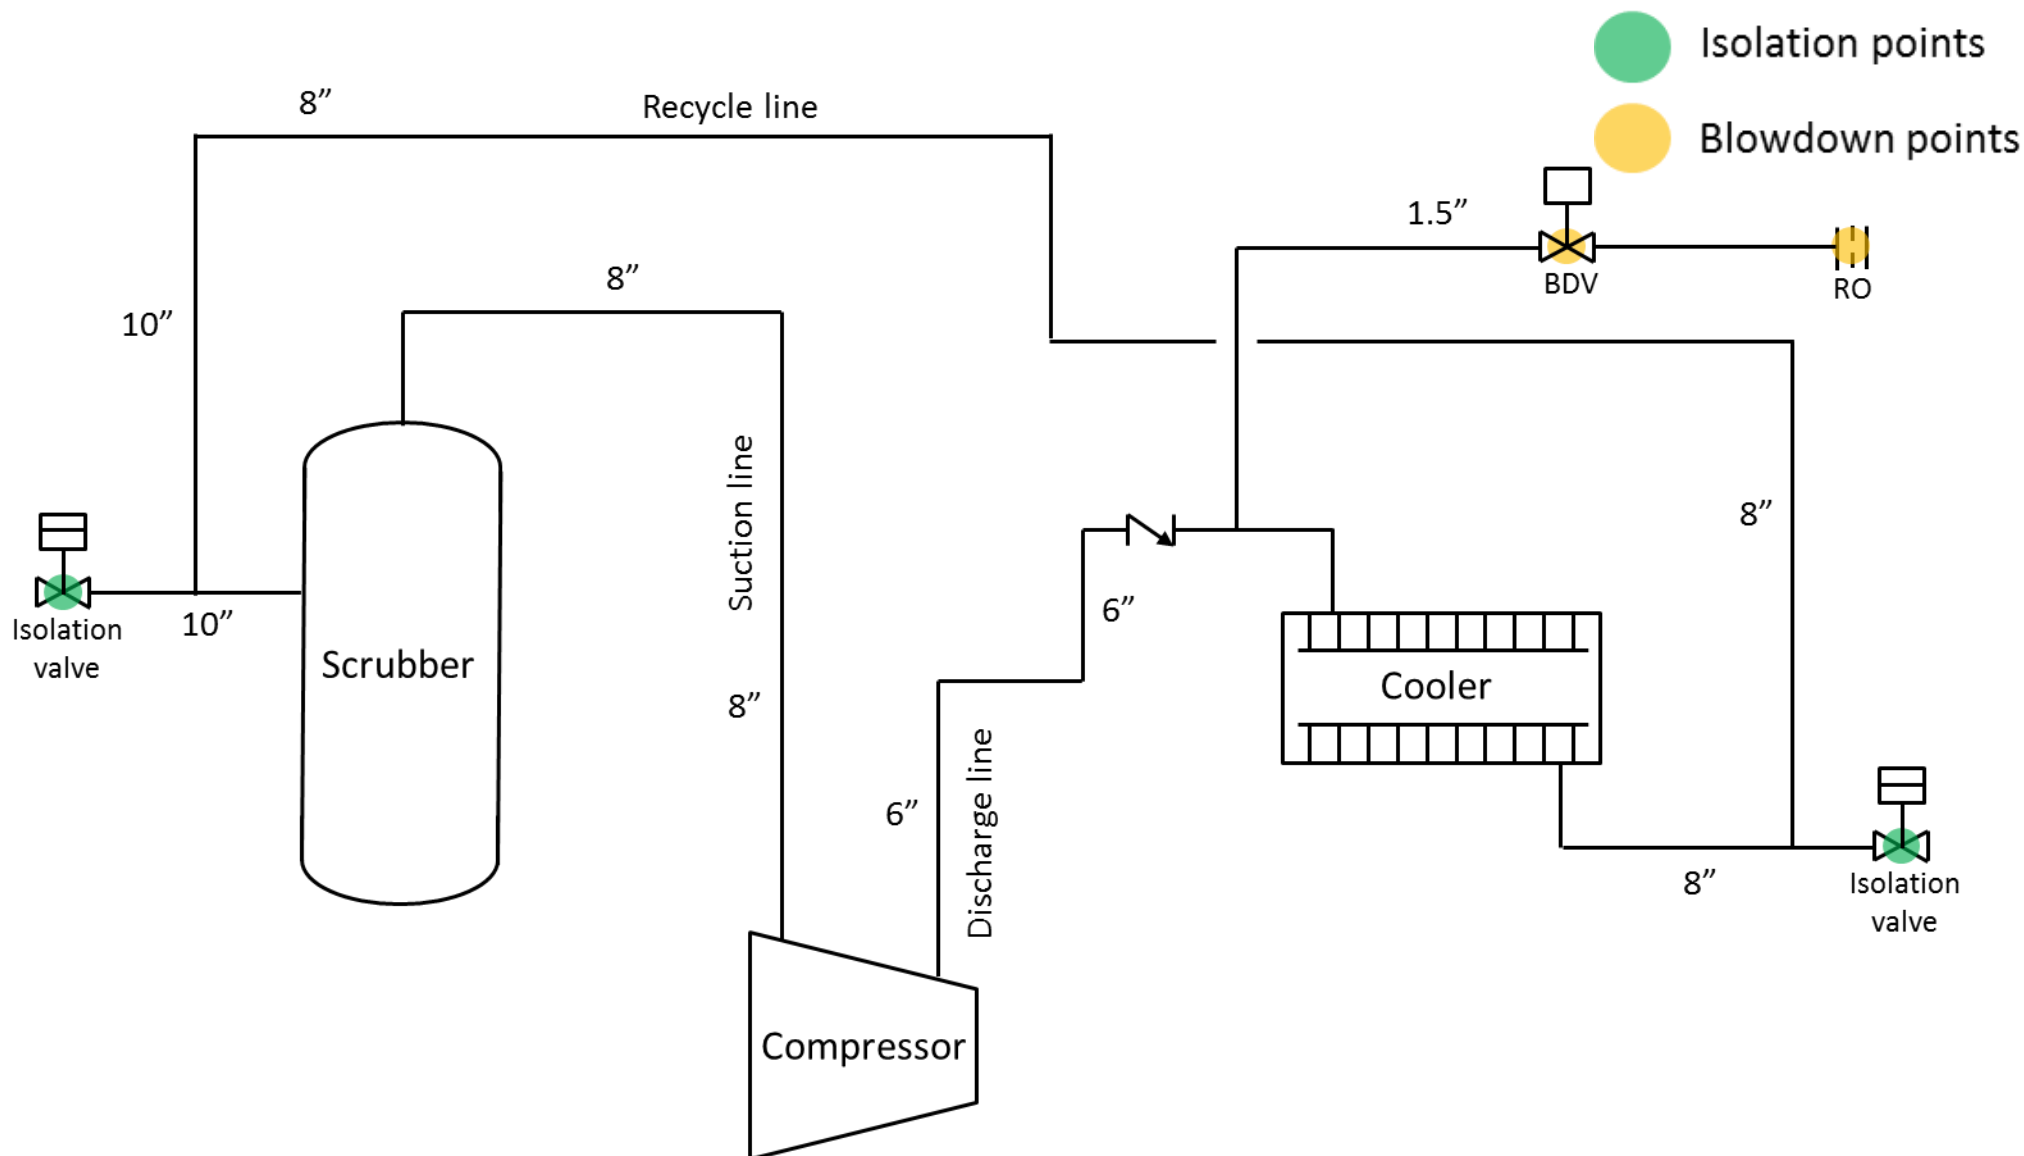 Isolation points
Blowdown points
8”
Recycle line
1.5”
BDV
RO
8”
10”
Suction line
8”
6”
8”
Isolation
valve
10”
Scrubber
Cooler
8”
6”
Discharge line
Isolation
valve
8”
Compressor